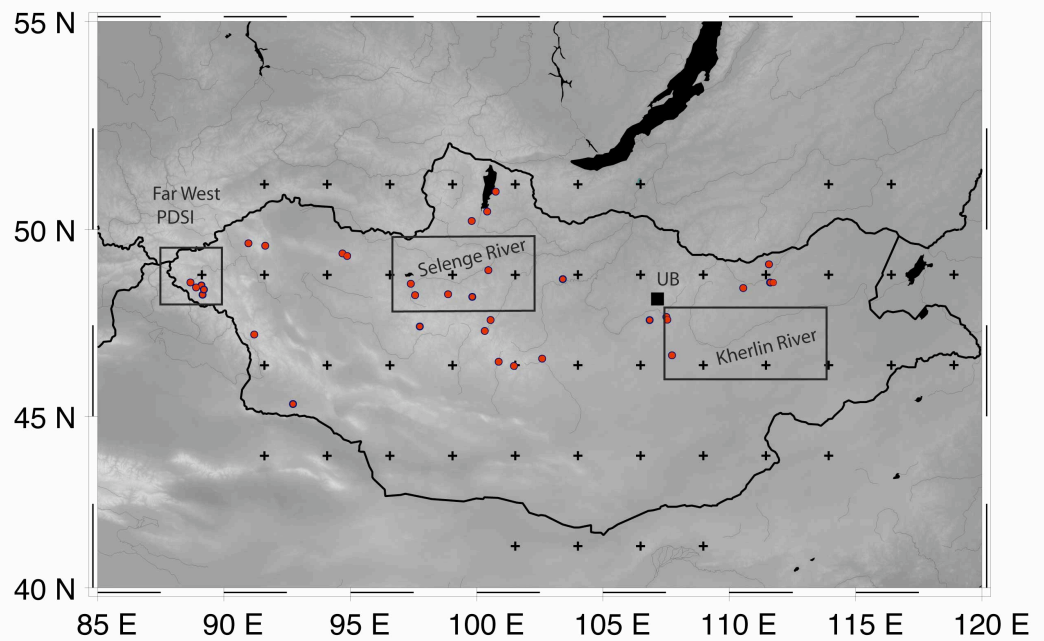 55 N
Far West
PDSI
50 N
Selenge River
UB
Kherlin River
45 N
40 N
85 E 90 E 95 E 100 E 105 E 110 E 115 E 120 E